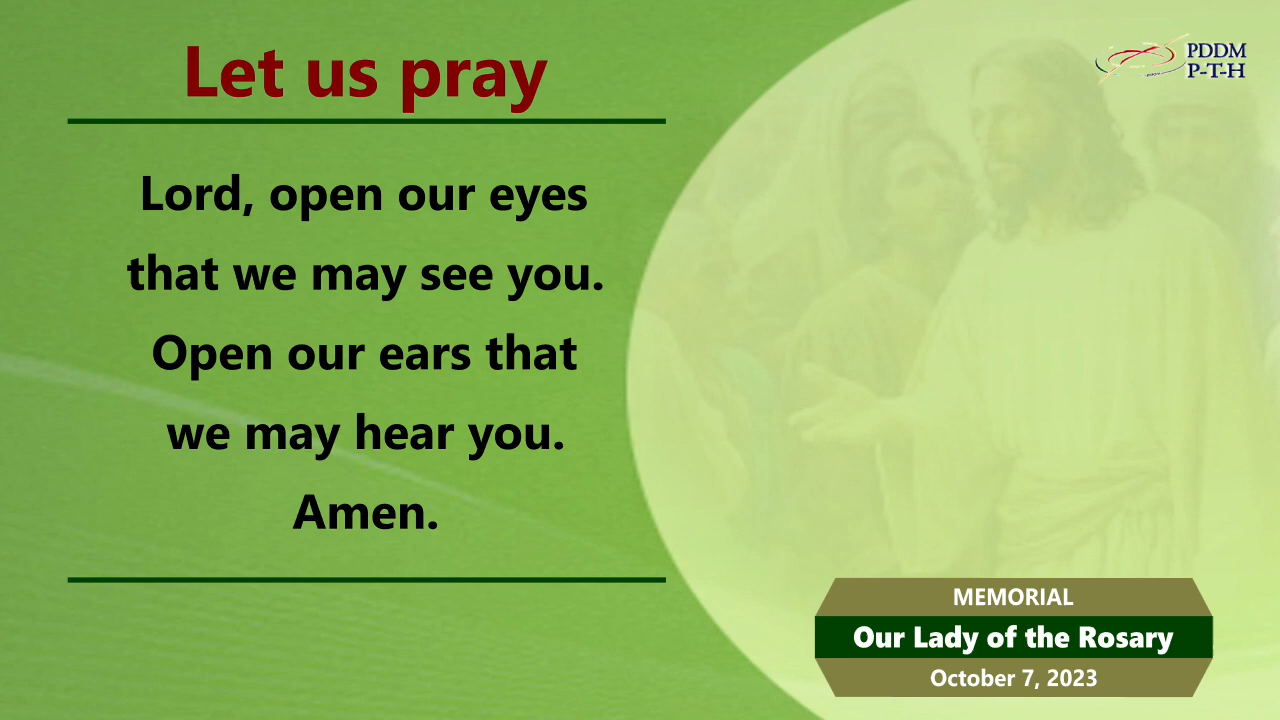 Let us pray
Lord, open our eyes
that we may see you.
Open our ears that
we may hear you.
Amen.
PDDM
P-T-H
MEMORIAL
Our Lady of the Rosary
October 7, 2023